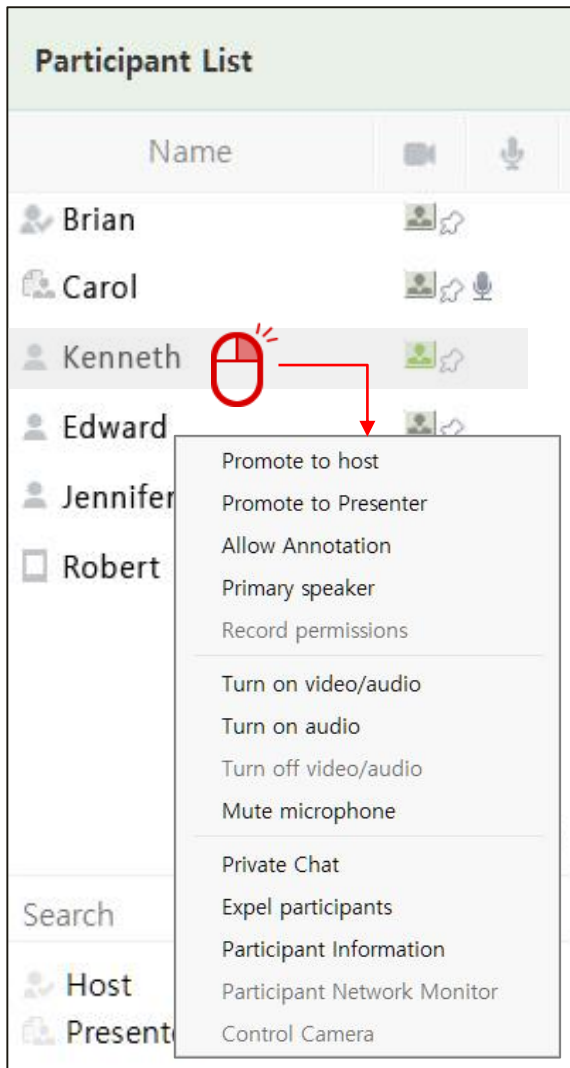 Participant List
Name
Brian
Carol
Kenneth
Edward
Jennifer
Robert
Promote to host
Promote to Presenter
Allow Annotation
Primary speaker
Record permissions
Turn on video/audio
Turn on audio
Turn off video/audio
Mute microphone
Private Chat
Expel participants
Participant Information
Participant Network Monitor
Control Camera
Search
Host
Presente